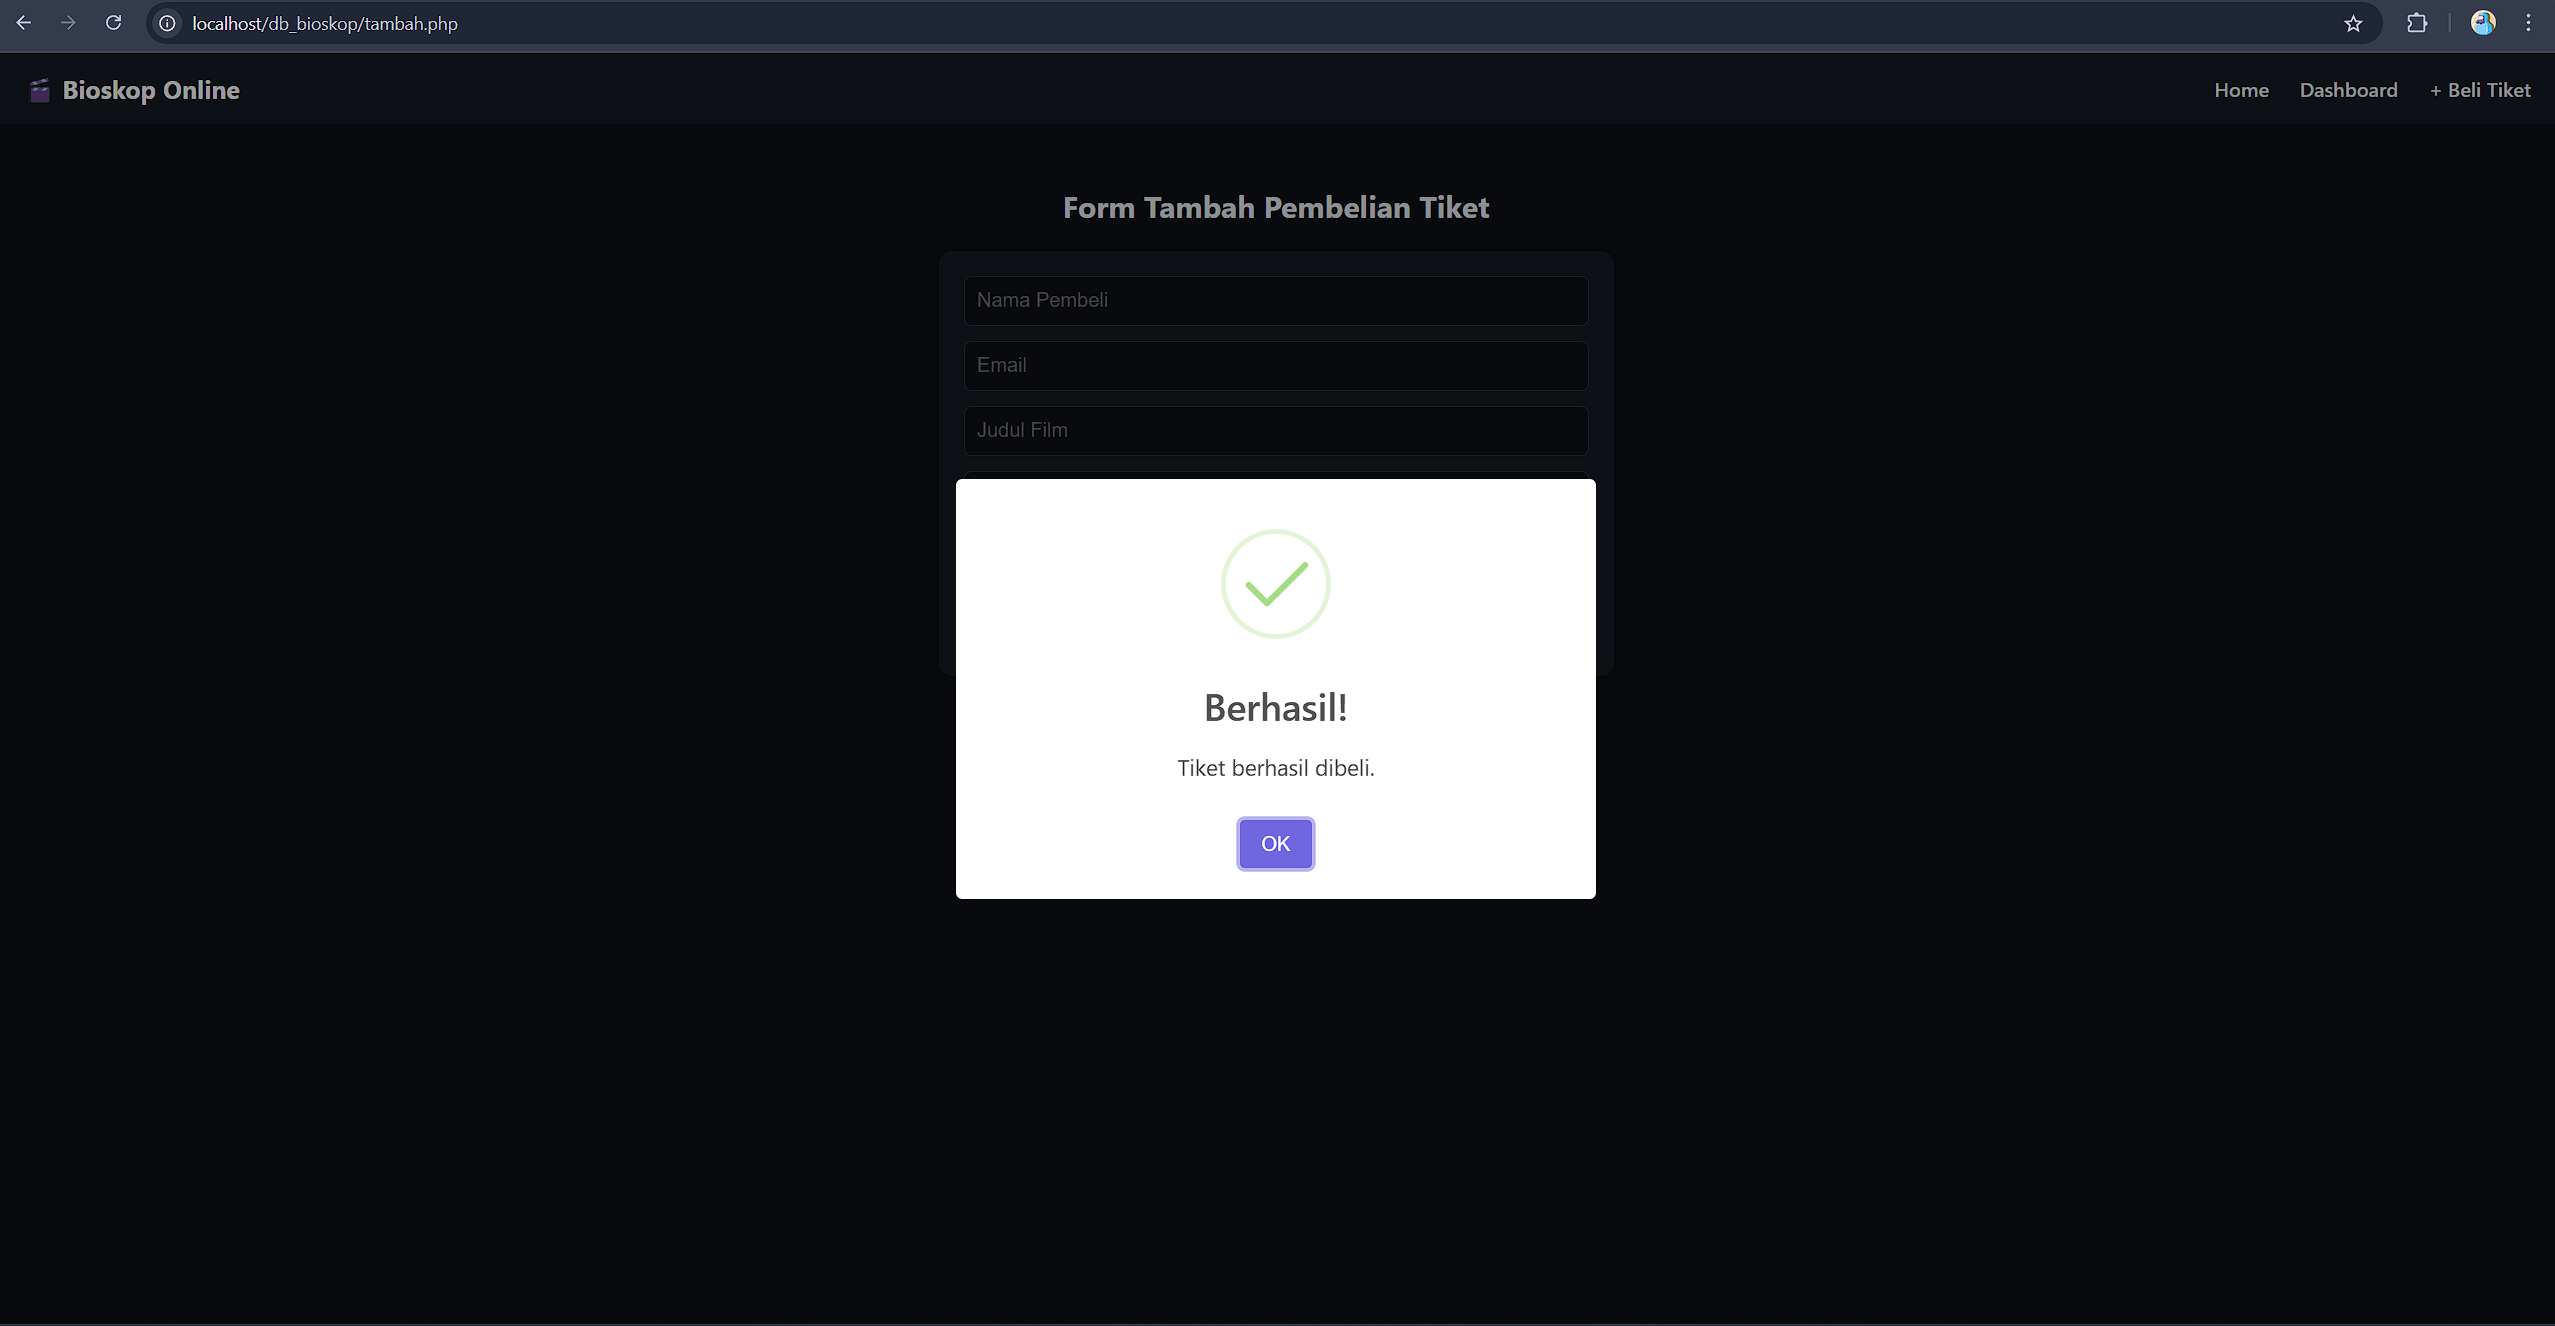 localhost/db_bioskop/tambah.php
Bioskop Online
Home Dashboard + Beli Tiket
Form Tambah Pembelian Tiket
Nama Pembeli
Email
Judul Film
Berhasil!
Tiket berhasil dibeli.
OK